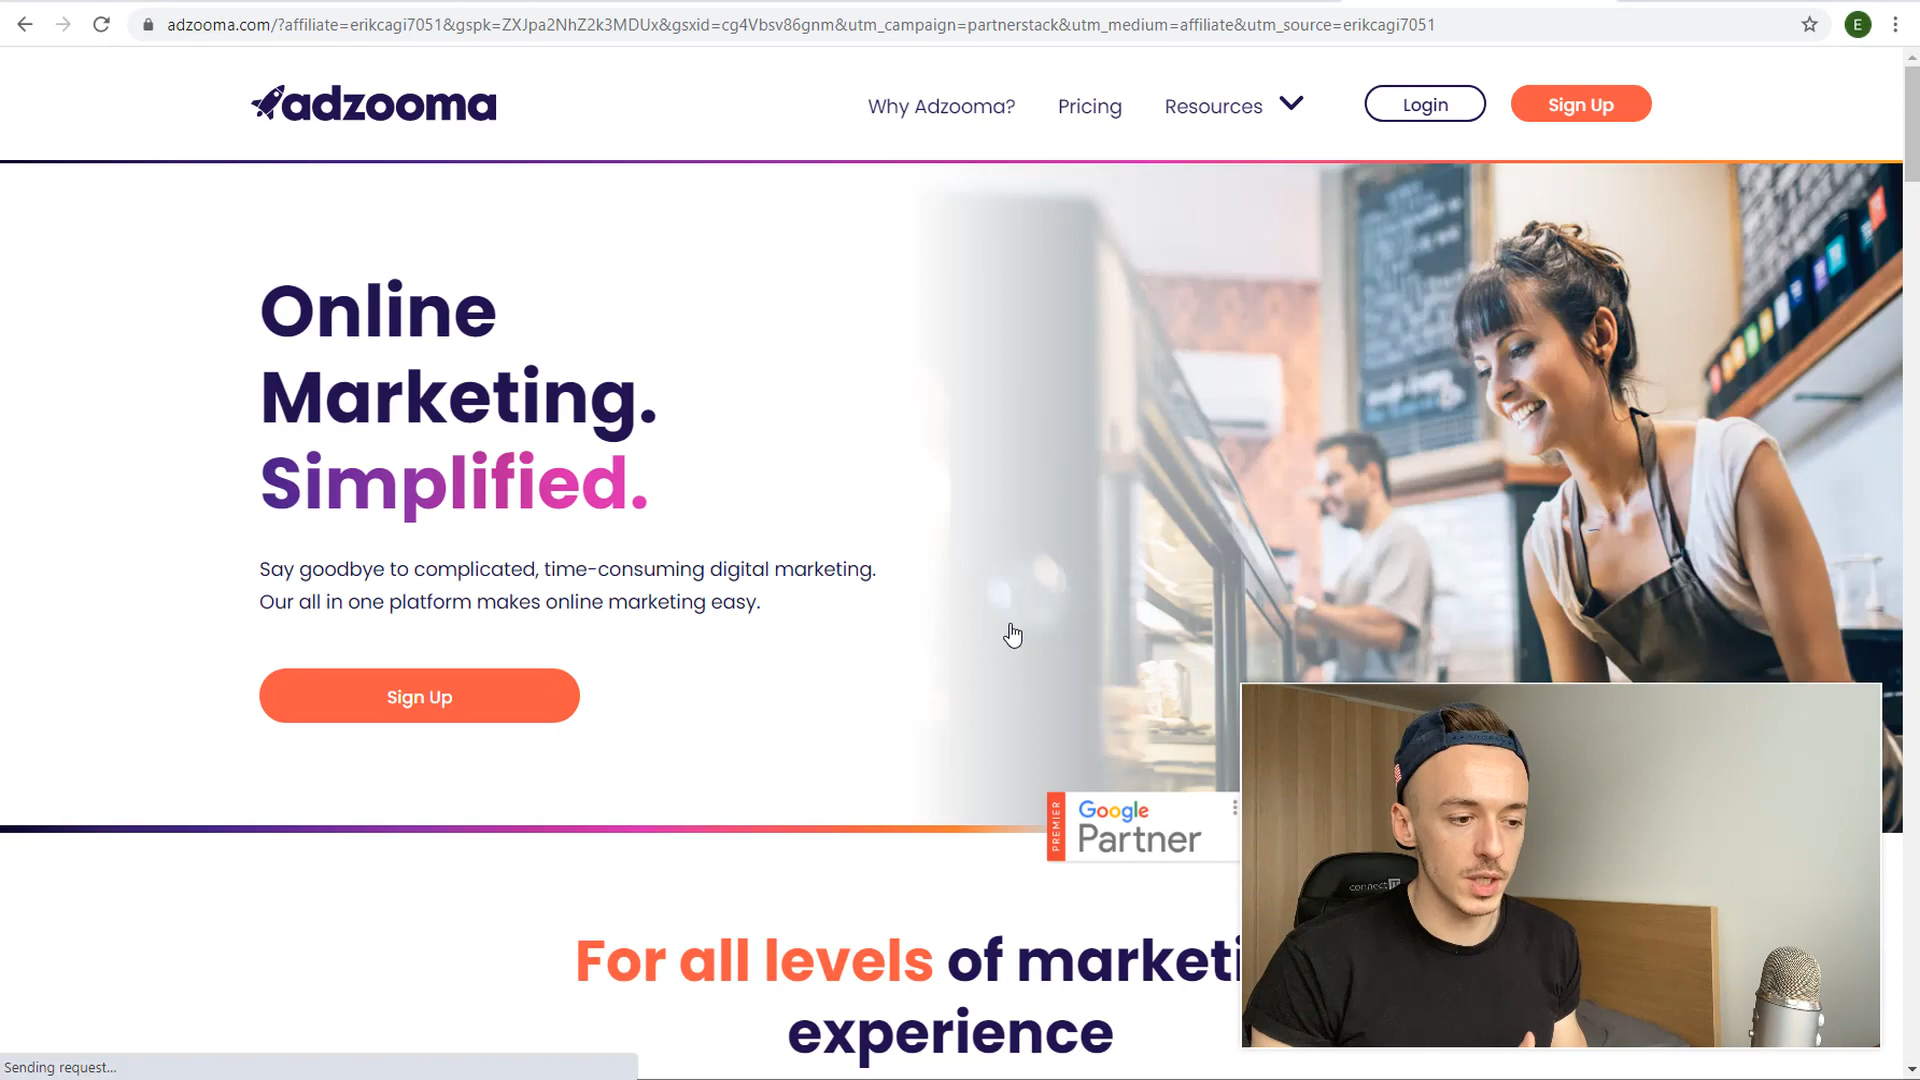 adzooma.com/?affiliate=erikcagi7051&gspk=ZXJpa2NhZ2k3MDUx&gsxid=cg4Vbsv86gnm&utm_campaign=partnerstack&utm_medium=affiliate&utm_source=erikcagi7051
E
adzooma
Why Adzooma?
Pricing
Resources
Login
Sign Up
Online
Marketing.
Simplified.
Say goodbye to complicated, time-consuming digital marketing.
Our all in one platform makes online marketing easy.
Sign Up
PREMIER
Google
Partner
For all levels of marketi
experience
connect IT
Sending request...